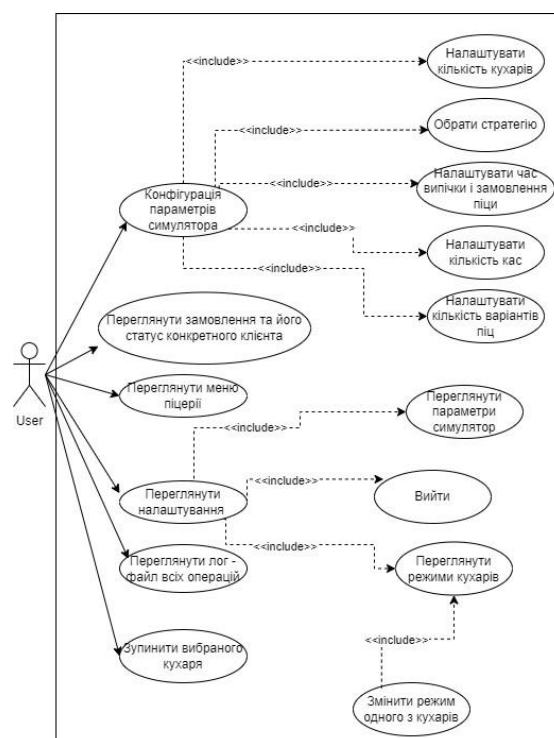 <<include>>
Налаштувати
кількість кухарів
<<include>>
Обрати стратегію
<<include>>
Налаштувати час
випічки і замовлення
піци
Конфігурація
параметрів
симулятора
<<include>>
Налаштувати
кількість кас
<<include>>
Налаштувати
кількість варіантів
піц
Переглянути замовлення та його
статус конкретного клієнта
User
Переглянути меню
піцерії
<<include>>
Переглянути
параметри
симулятор
Переглянути
налаштування
<<include>>
Вийти
<<include>>
Переглянути
режими кухарів
Переглянути лог -
файл всіх операцій
Зупинити вибраного
кухаря
<<include>>
Змінити режим
одного з кухарів